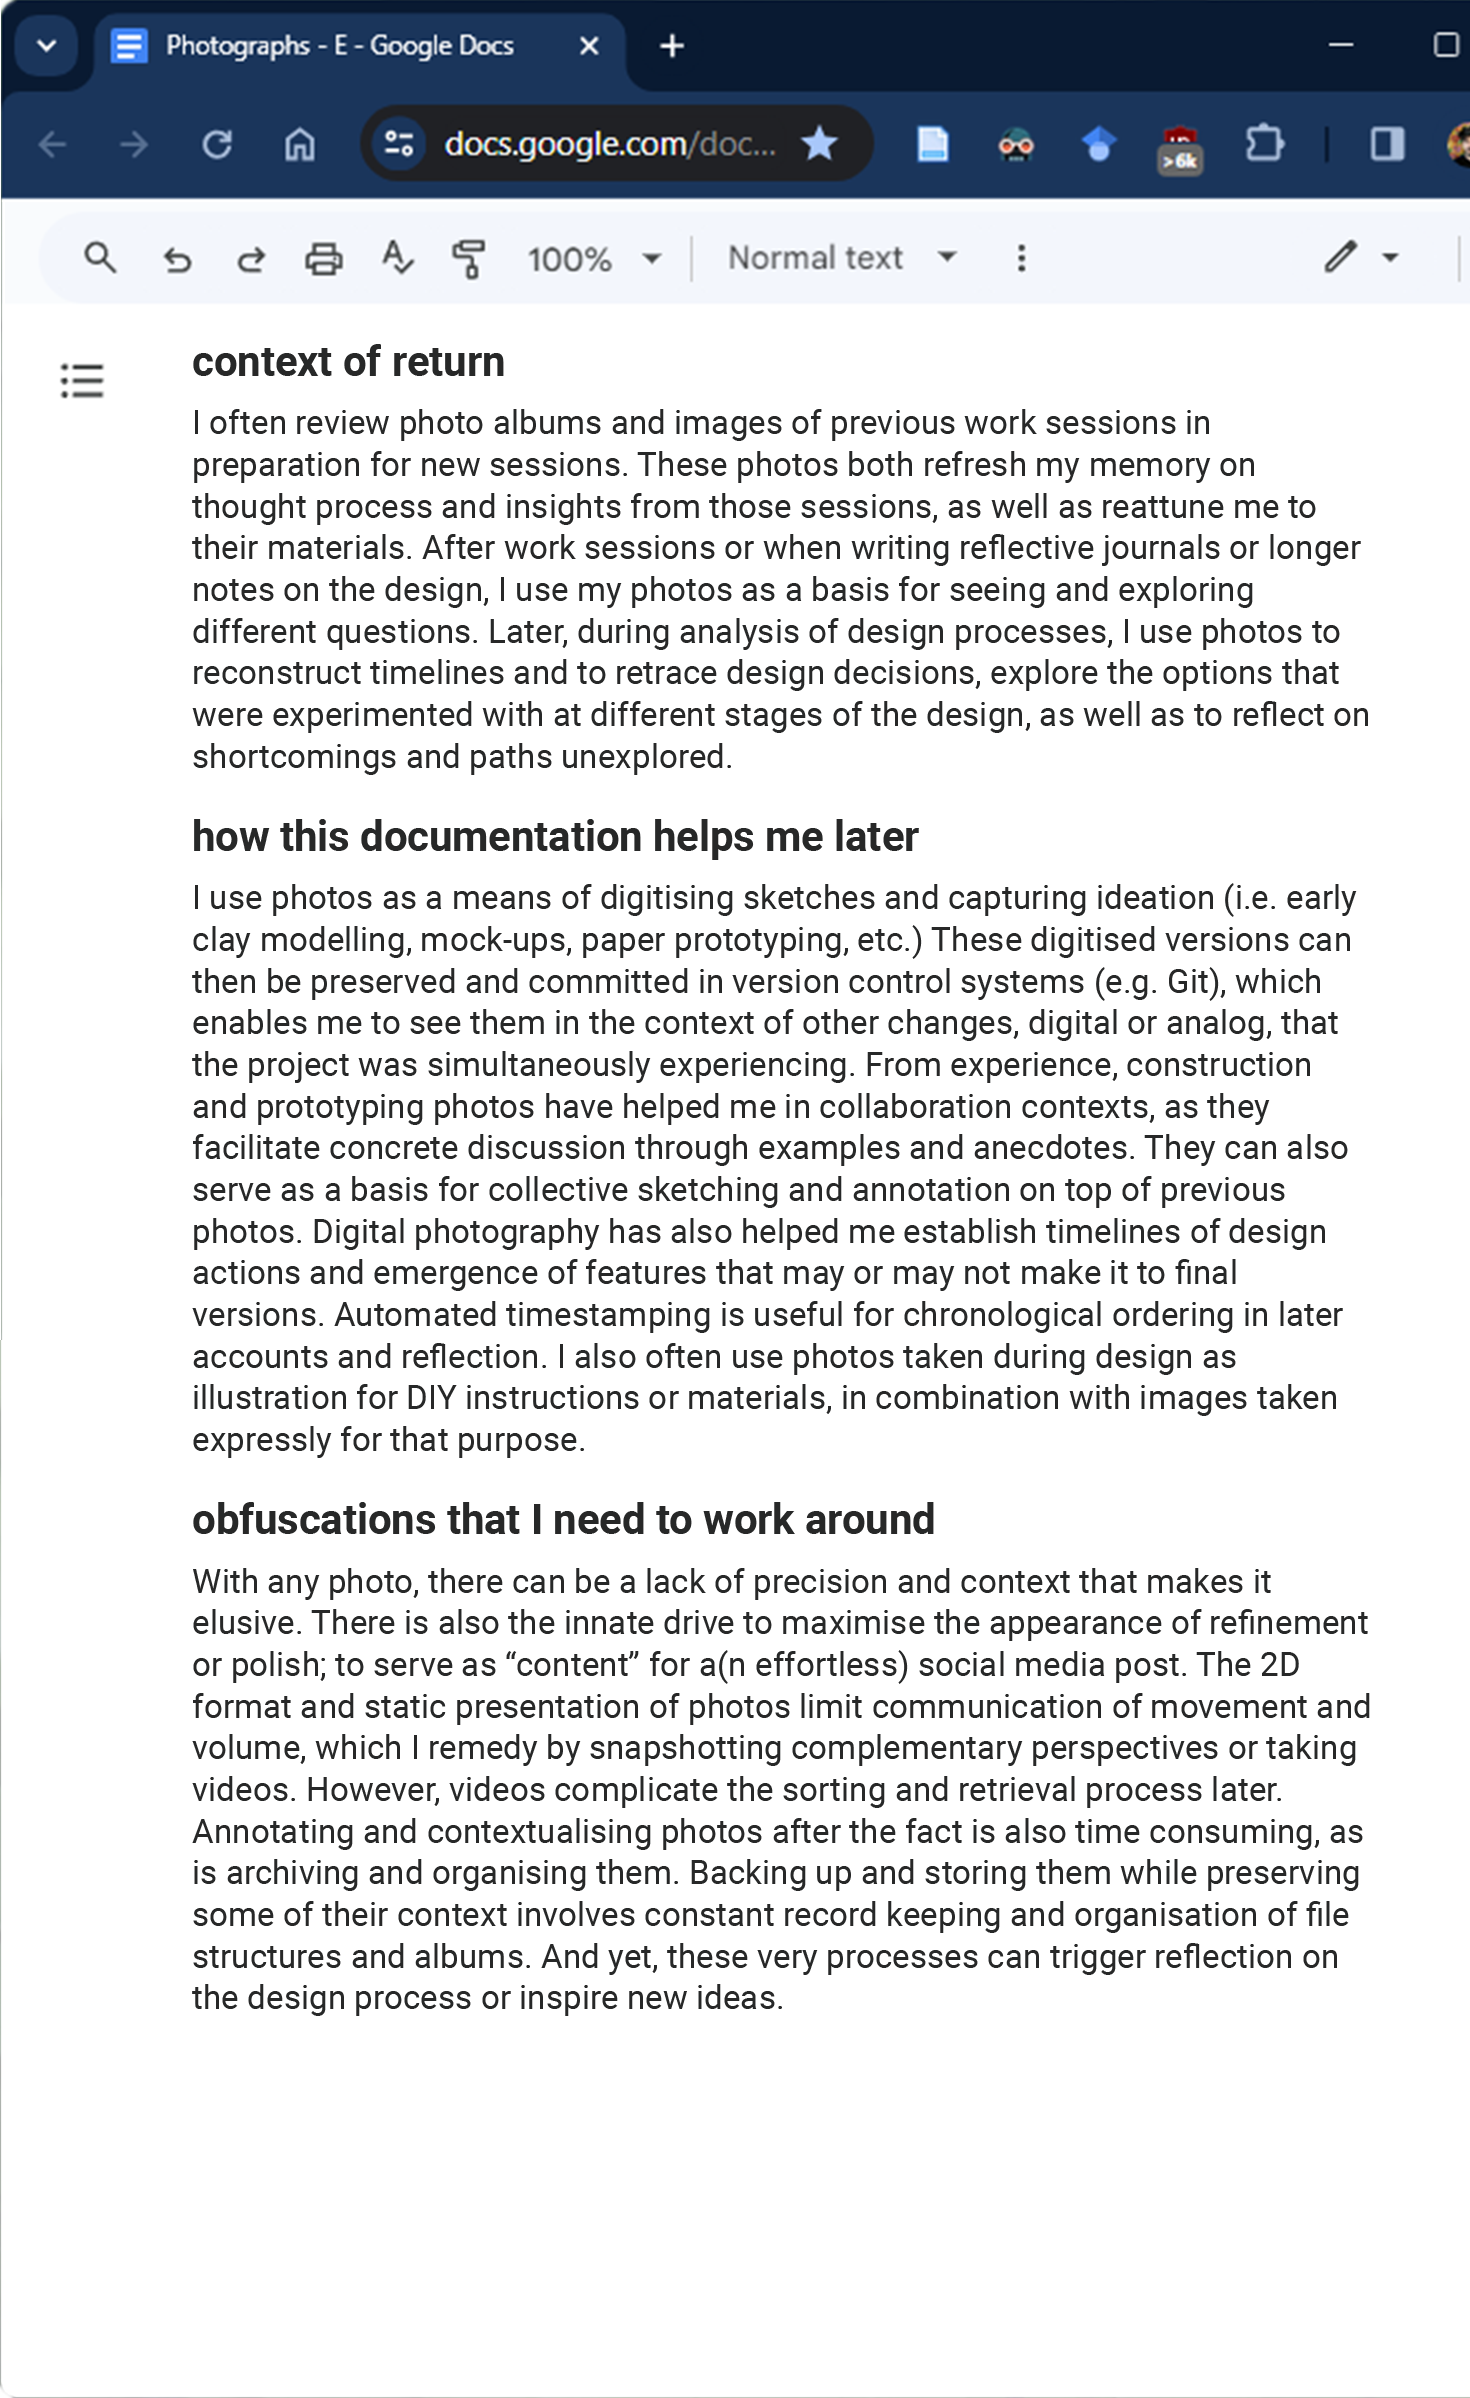 Photographs - E - Google Docs
docs.google.com/doc...
>6k
100%
Normal text
context of return
I often review photo albums and images of previous work sessions in
preparation for new sessions. These photos both refresh my memory on
thought process and insights from those sessions, as well as reattune me to
their materials. After work sessions or when writing reflective journals or longer
notes on the design, I use my photos as a basis for seeing and exploring
different questions. Later, during analysis of design processes, I use photos to
reconstruct timelines and to retrace design decisions, explore the options that
were experimented with at different stages of the design, as well as to reflect on
shortcomings and paths unexplored.
how this documentation helps me later
I use photos as a means of digitising sketches and capturing ideation (i.e. early
clay modelling, mock-ups, paper prototyping, etc.) These digitised versions can
then be preserved and committed in version control systems (e.g. Git), which
enables me to see them in the context of other changes, digital or analog, that
the project was simultaneously experiencing. From experience, construction
and prototyping photos have helped me in collaboration contexts, as they
facilitate concrete discussion through examples and anecdotes. They can also
serve as a basis for collective sketching and annotation on top of previous
photos. Digital photography has also helped me establish timelines of design
actions and emergence of features that may or may not make it to final
versions. Automated timestamping is useful for chronological ordering in later
accounts and reflection. I also often use photos taken during design as
illustration for DIY instructions or materials, in combination with images taken
expressly for that purpose.
obfuscations that I need to work around
With any photo, there can be a lack of precision and context that makes it
elusive. There is also the innate drive to maximise the appearance of refinement
or polish; to serve as “content” for a(n effortless) social media post. The 2D
format and static presentation of photos limit communication of movement and
volume, which I remedy by snapshotting complementary perspectives or taking
videos. However, videos complicate the sorting and retrieval process later.
Annotating and contextualising photos after the fact is also time consuming, as
is archiving and organising them. Backing up and storing them while preserving
some of their context involves constant record keeping and organisation of file
structures and albums. And yet, these very processes can trigger reflection on
the design process or inspire new ideas.